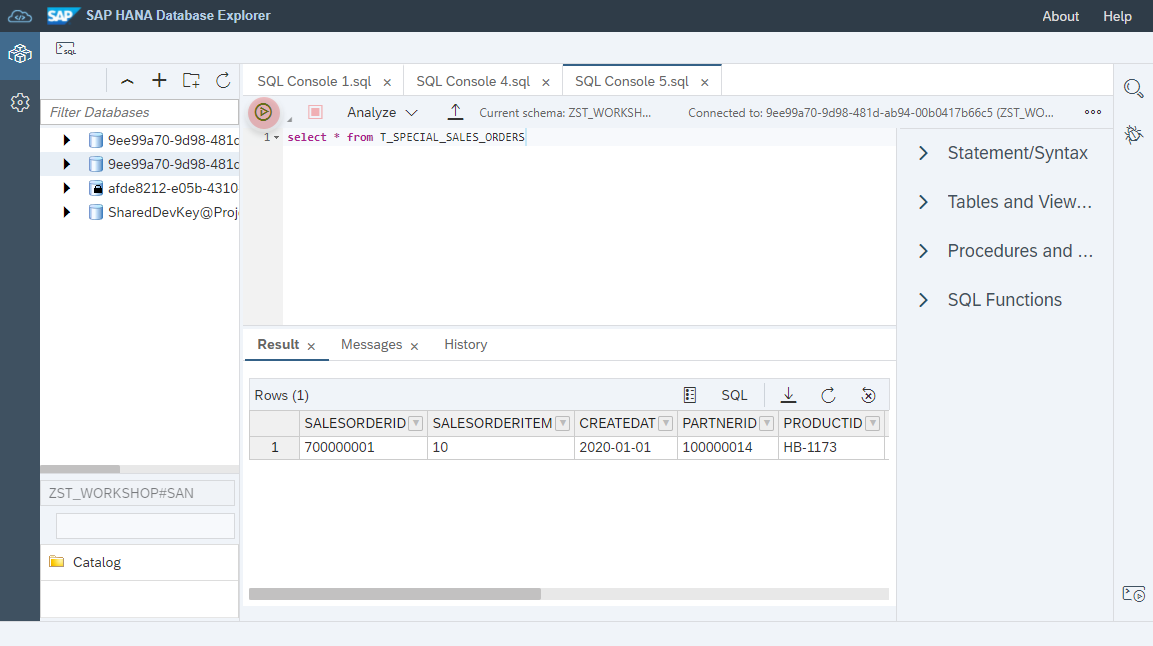 SAP SAP HANA Database Explorer About Help
SQL
SQL Console 1.sql × SQL Console 4.sql × SQL Console 5.sql ×
Filter Databases
Analyze Current schema: ZST_WORKSH... Connected to: 9ee99a70-9d98-481d-ab94-00b0417b66c5 (ZST_WO...
9ee99a70-9d98-481d
9ee99a70-9d98-481d
afde8212-e05b-4310
SharedDevKey@Proj
1 select * from T_SPECIAL_SALES_ORDERS
Statement/Syntax
Tables and View...
Procedures and ...
SQL Functions
Result × Messages × History
Rows (1) SQL
SALESORDERID SALESORDERITEM CREATEDAT PARTNERID PRODUCTID
1 700000001 10 2020-01-01 100000014 HB-1173
ZST_WORKSHOP#SAN
Catalog